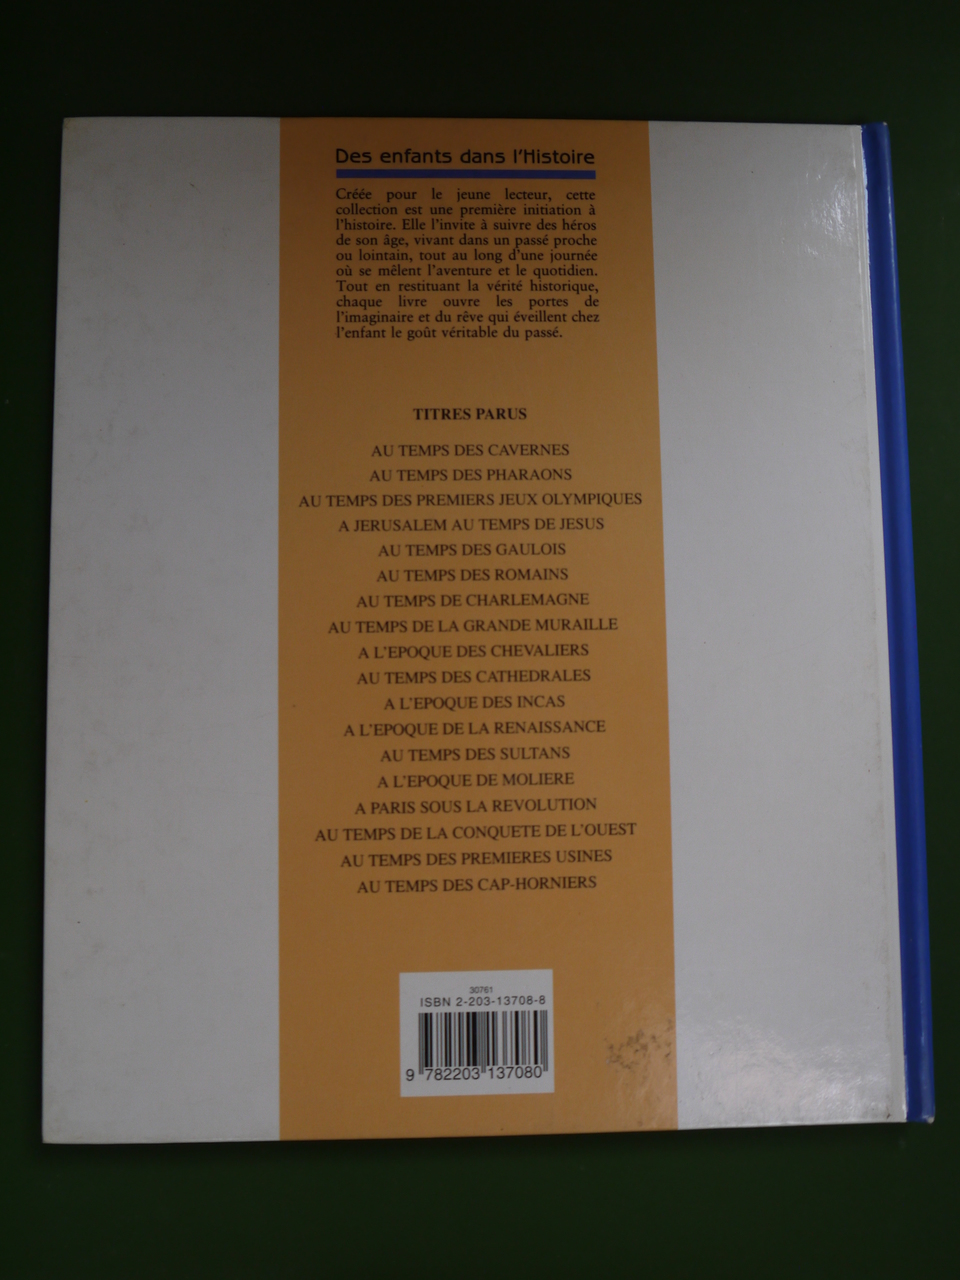 Des enfants dans l'Histoire
Créée pour le jeune lecteur, cette
collection est une première initiation à
l'histoire. Elle l'invite à suivre des héros
de son âge, vivant dans un passé proche
ou lointain, tout au long d'une journée
où se mêlent l'aventure et le quotidien.
Tout en restituant la vérité historique,
chaque livre ouvre les portes de
l'imaginaire et du rêve qui éveillent chez
l'enfant le goût véritable du passé.
TITRES PARUS
AU TEMPS DES CAVERNES
AU TEMPS DES PHARAONS
AU TEMPS DES PREMIERS JEUX OLYMPIQUES
A JERUSALEM AU TEMPS DE JESUS
AU TEMPS DES GAULOIS
AU TEMPS DES ROMAINS
AU TEMPS DE CHARLEMAGNE
AU TEMPS DE LA GRANDE MURAILLE
A L'EPOQUE DES CHEVALIERS
AU TEMPS DES CATHEDRALES
A L'EPOQUE DES INCAS
A L'EPOQUE DE LA RENAISSANCE
AU TEMPS DES SULTANS
A L'EPOQUE DE MOLIERE
A PARIS SOUS LA REVOLUTION
AU TEMPS DE LA CONQUETE DE L'OUEST
AU TEMPS DES PREMIERES USINES
AU TEMPS DES CAP-HORNIERS
30761
ISBN 2-203-13708-8
9 782203 137080